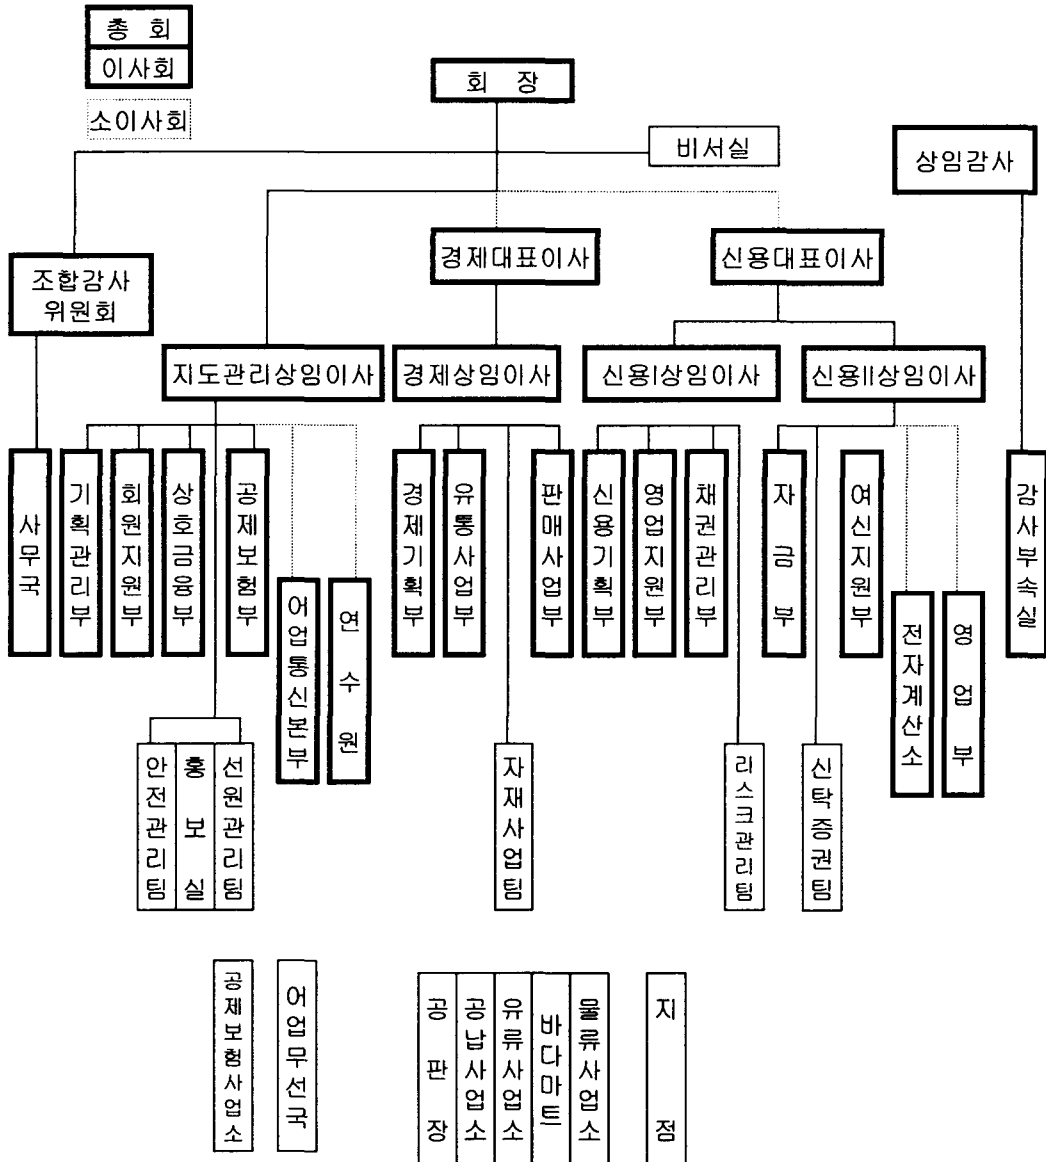 총 회
이사회
소이사회
회 장
비서실
상임감사
경제대표이사
신용대표이사
조합감사
위원회
지도관리상임이사
경제상임이사
신용I상임이사
신용II상임이사
사무국
기획관리부
회원지원부
상호금융부
공제보험부
어업통신본부
연수원
경제기획부
유통사업부
판매사업부
신용기획부
영업지원부
채권관리부
자금부
여신지원부
전자계산소
영업부
감사부속실
안전관리팀
홍보실
선원관리팀
자재사업팀
리스크관리팀
신탁증권팀
공제보험사업소
어업무선국
공판장
공납사업소
유류사업소
바다마트
물류사업소
지점